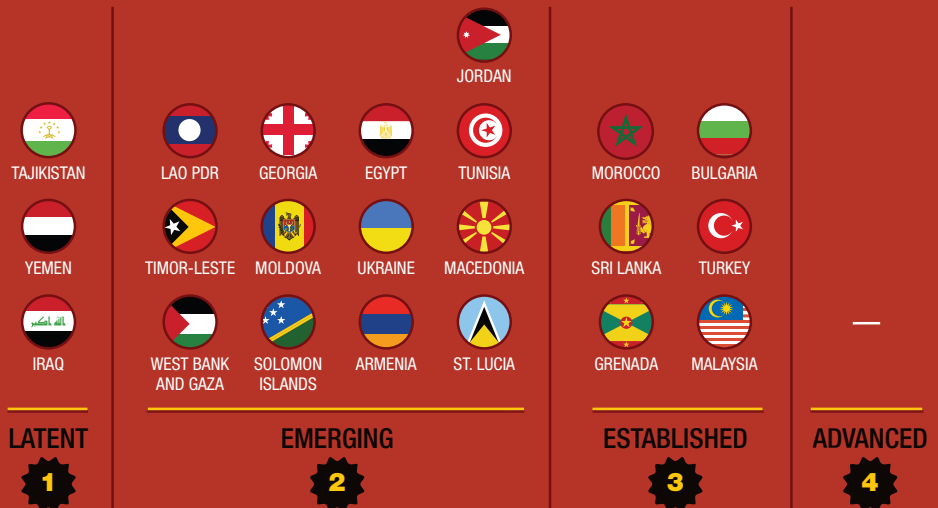 JORDAN
TAJIKISTAN
LAO PDR
GEORGIA
EGYPT
TUNISIA
MOROCCO
BULGARIA
YEMEN
TIMOR-LESTE
MOLDOVA
UKRAINE
MACEDONIA
SRI LANKA
TURKEY
IRAQ
WEST BANK
AND GAZA
SOLOMON
ISLANDS
ARMENIA
ST. LUCIA
GRENADA
MALAYSIA
—
LATENT
EMERGING
ESTABLISHED
ADVANCED
1
2
3
4